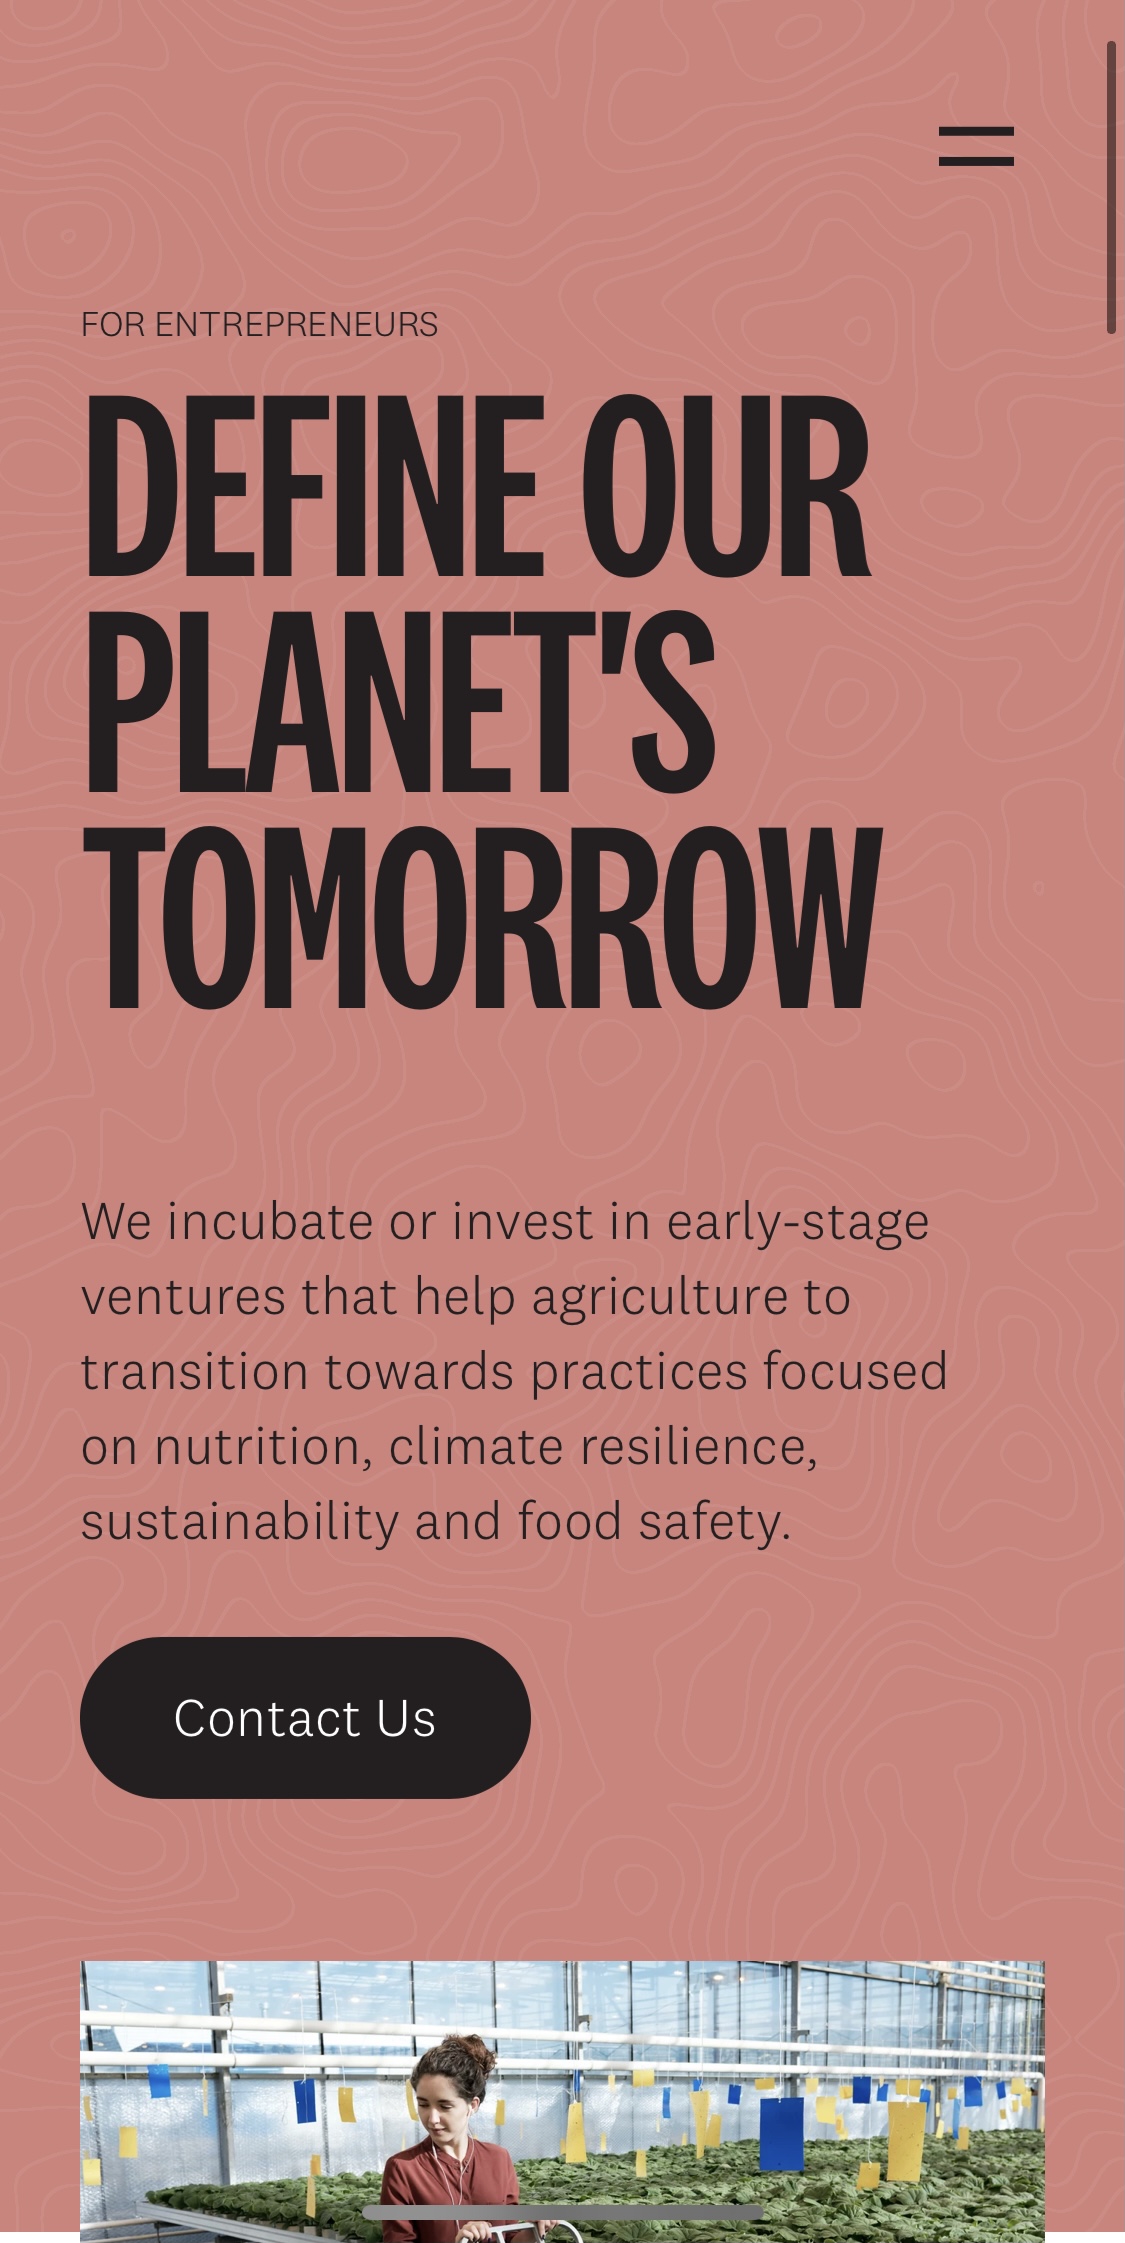 FOR ENTREPRENEURS
DEFINE OUR
PLANET'S
TOMORROW
We incubate or invest in early-stage
ventures that help agriculture to
transition towards practices focused
on nutrition, climate resilience,
sustainability and food safety.
Contact Us